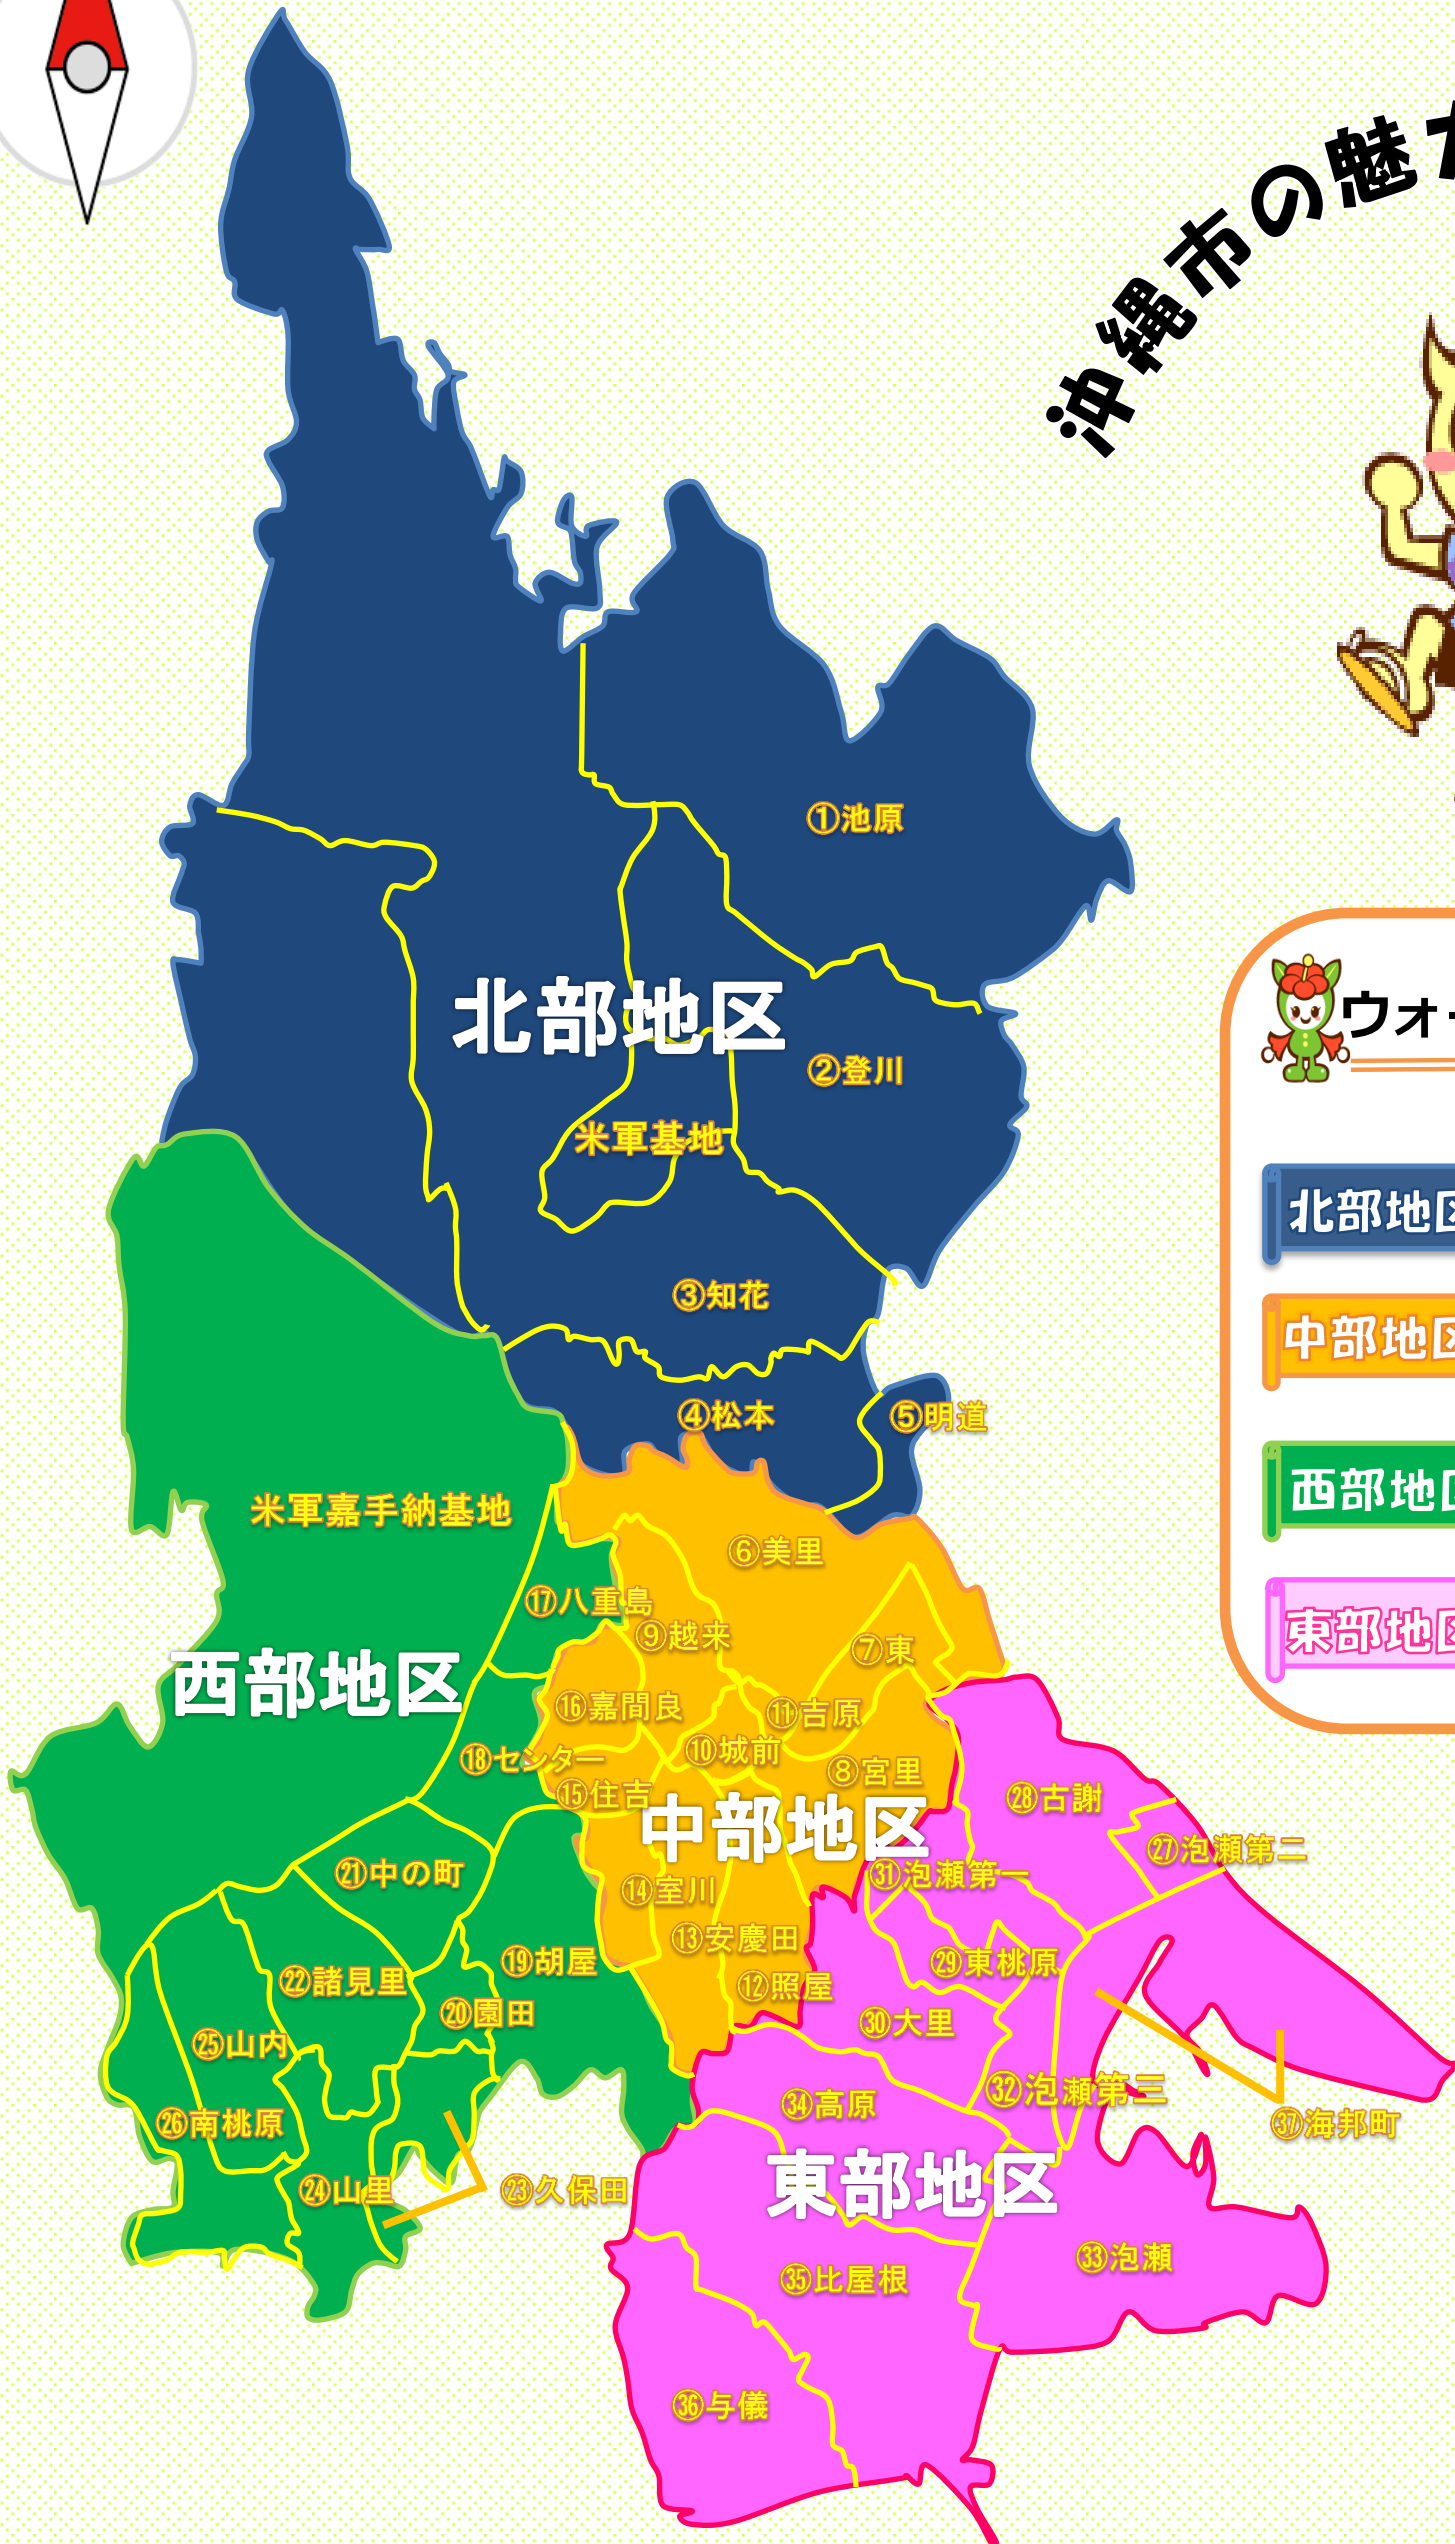 沖縄市の魅
①池原
北部地区
②登川
米軍基地
③知花
④松本
⑤明道
米軍嘉手納基地
⑥美里
⑰八重島
⑨越来
⑦東
西部地区
⑯嘉間良
⑪吉原
⑩城前
⑱センター
⑧宮里
⑮住吉
中部地区
㉘古謝
㉗泡瀬第二
㉑中の町
㉛泡瀬第一
⑭室川
⑬安慶田
⑲胡屋
㉙東桃原
㉒諸見里
⑫照屋
⑳園田
㉚大里
㉕山内
㉜泡瀬第三
㉞高原
㉖南桃原
㊲海邦町
東部地区
㉔山里
㉓久保田
㉝泡瀬
㉟比屋根
㊱与儀
ウォー
北部地区
中部地区
西部地区
東部地区